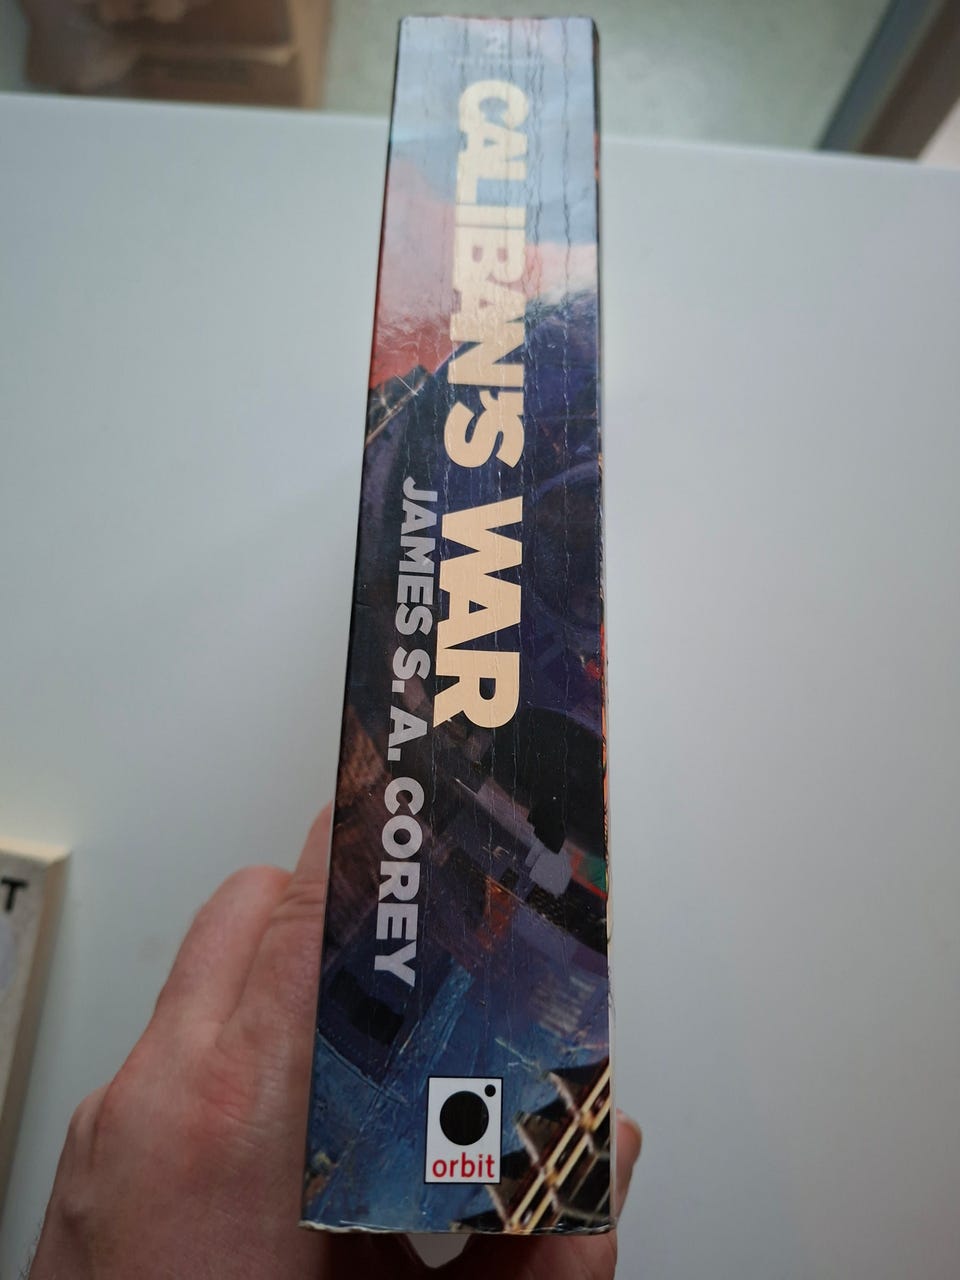 CALIBAN'S WAR
JAMES S. A. COREY
orbit
T